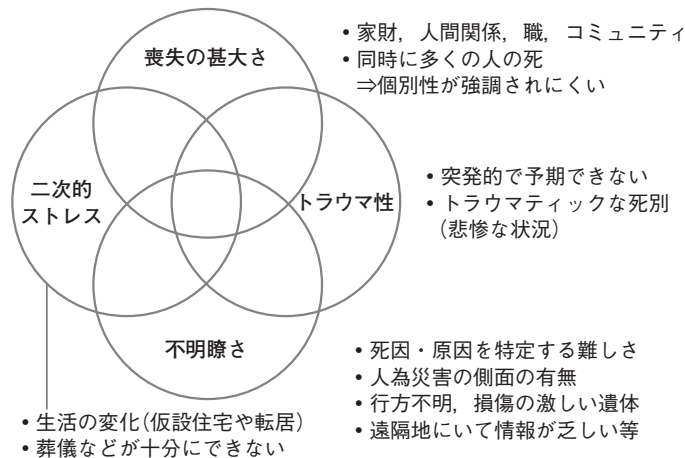 喪失の甚大さ
• 家財，人間関係，職，コミュニティ
• 同時に多くの人の死
⇒個別性が強調されにくい
二次的
ストレス
トラウマ性
• 突発的で予期できない
• トラウマティックな死別
（悲惨な状況）
不明瞭さ
• 死因・原因を特定する難しさ
• 人為災害の側面の有無
• 行方不明，損傷の激しい遺体
• 遠隔地にいて情報が乏しい等
• 生活の変化（仮設住宅や転居）
• 葬儀などが十分にできない